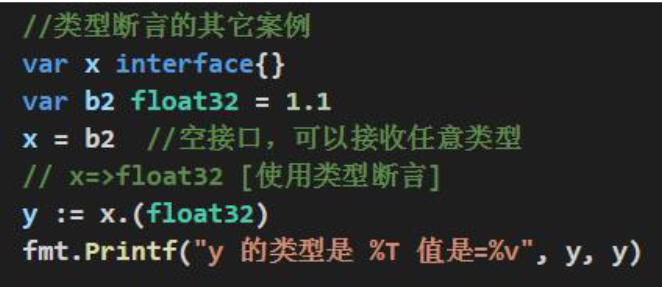 //类型断言的其它案例
var x interface{}
var b2 float32 = 1.1
x = b2  //空接口，可以接收任意类型
// x=>float32 [使用类型断言]
y := x.(float32)
fmt.Printf("y 的类型是 %T 值是=%v", y, y)